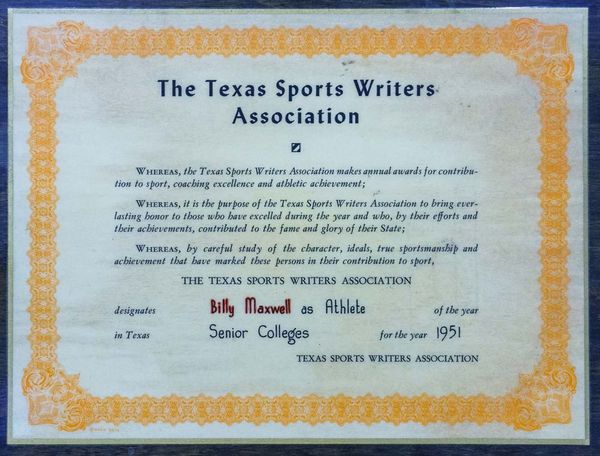 The Texas Sports Writers
Association
WHEREAS, the Texas Sports Writers Association makes annual awards for contribu-
tion to sport, coaching excellence and athletic achievement;
WHEREAS, it is the purpose of the Texas Sports Writers Association to bring ever-
lasting honor to those who have excelled during the year and who, by their efforts and
their achievements, contributed to the fame and glory of their State;
WHEREAS, by careful study of the character, ideals, true sportsmanship and
achievement that have marked these persons in their contribution to sport,
THE TEXAS SPORTS WRITERS ASSOCIATION
designates Billy Maxwell as Athlete of the year
in Texas Senior Colleges for the year 1951
TEXAS SPORTS WRITERS ASSOCIATION